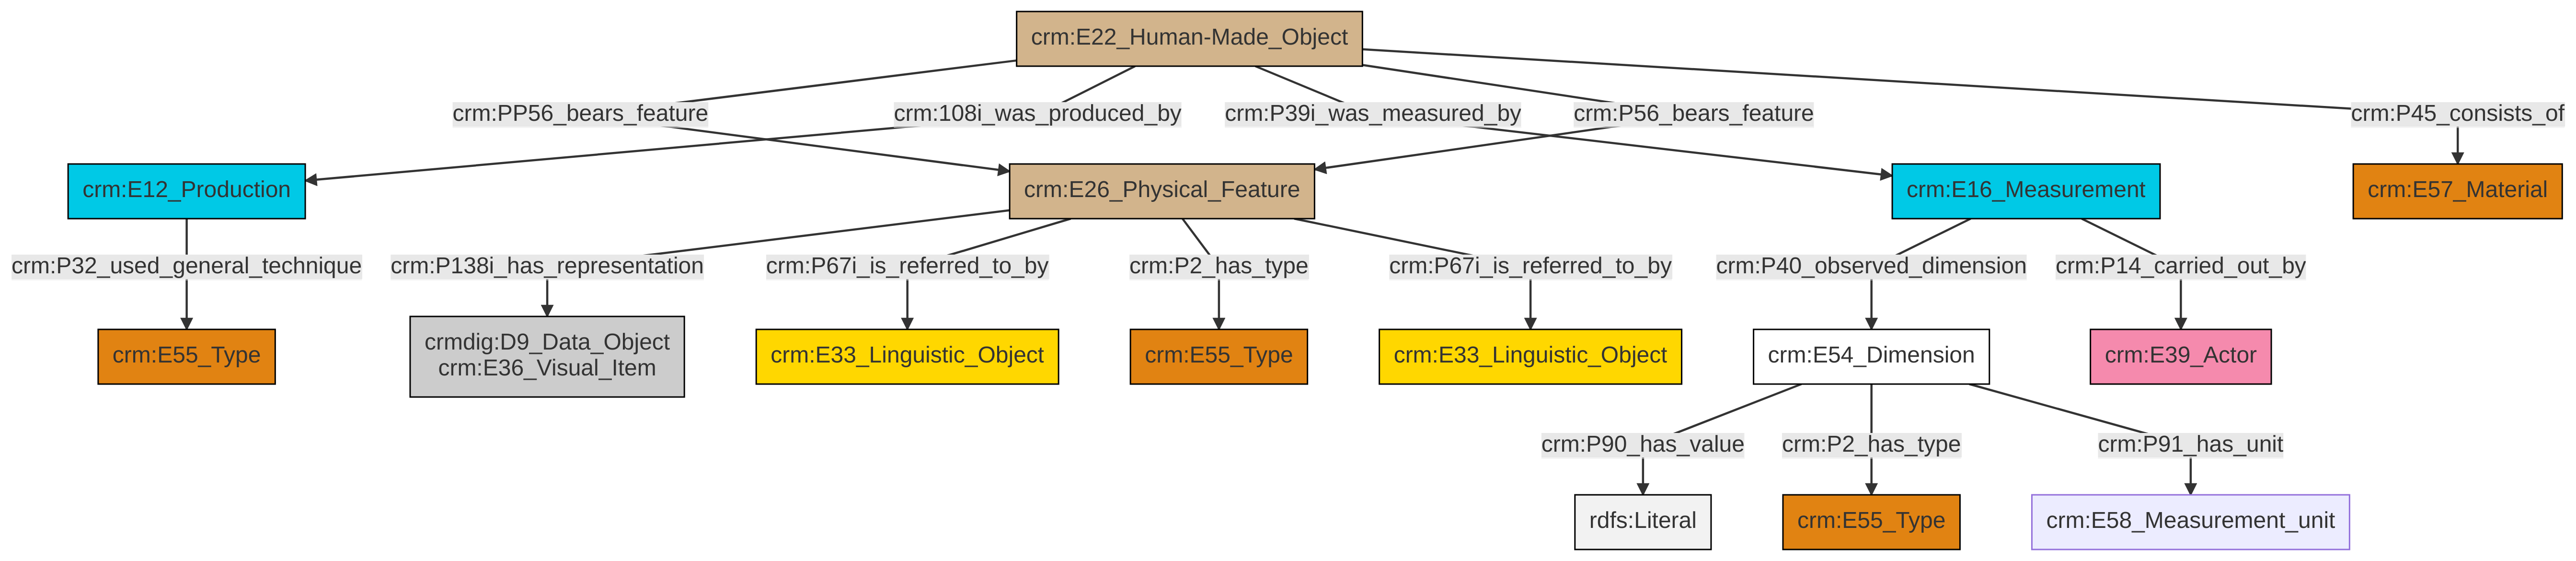 crm:E22_Human-Made_Object
crm:PP56_bears_feature
crm:108i_was_produced_by
crm:P39i_was_measured_by
crm:P56_bears_feature
crm:P45_consists_of
crm:E12_Production
crm:E26_Physical_Feature
crm:E16_Measurement
crm:E57_Material
crm:P32_used_general_technique
crm:P138i_has_representation
crm:P67i_is_referred_to_by
crm:P2_has_type
crm:P67i_is_referred_to_by
crm:P40_observed_dimension
crm:P14_carried_out_by
crm:E55_Type
crmdig:D9_Data_Object
crm:E36_Visual_Item
crm:E33_Linguistic_Object
crm:E55_Type
crm:E33_Linguistic_Object
crm:E54_Dimension
crm:E39_Actor
crm:P90_has_value
crm:P2_has_type
crm:P91_has_unit
rdfs:Literal
crm:E55_Type
crm:E58_Measurement_unit